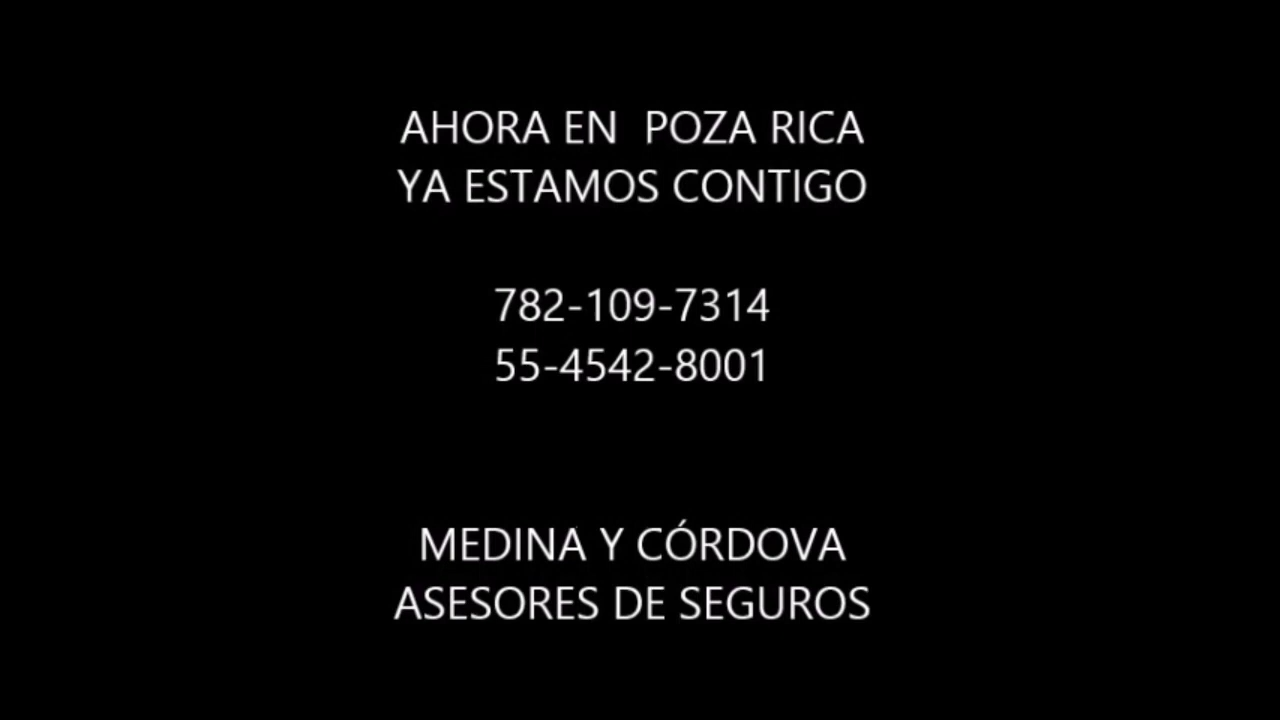 AHORA EN  POZA RICA
YA ESTAMOS CONTIGO
782-109-7314
55-4542-8001
MEDINA Y CÓRDOVA
ASESORES DE SEGUROS